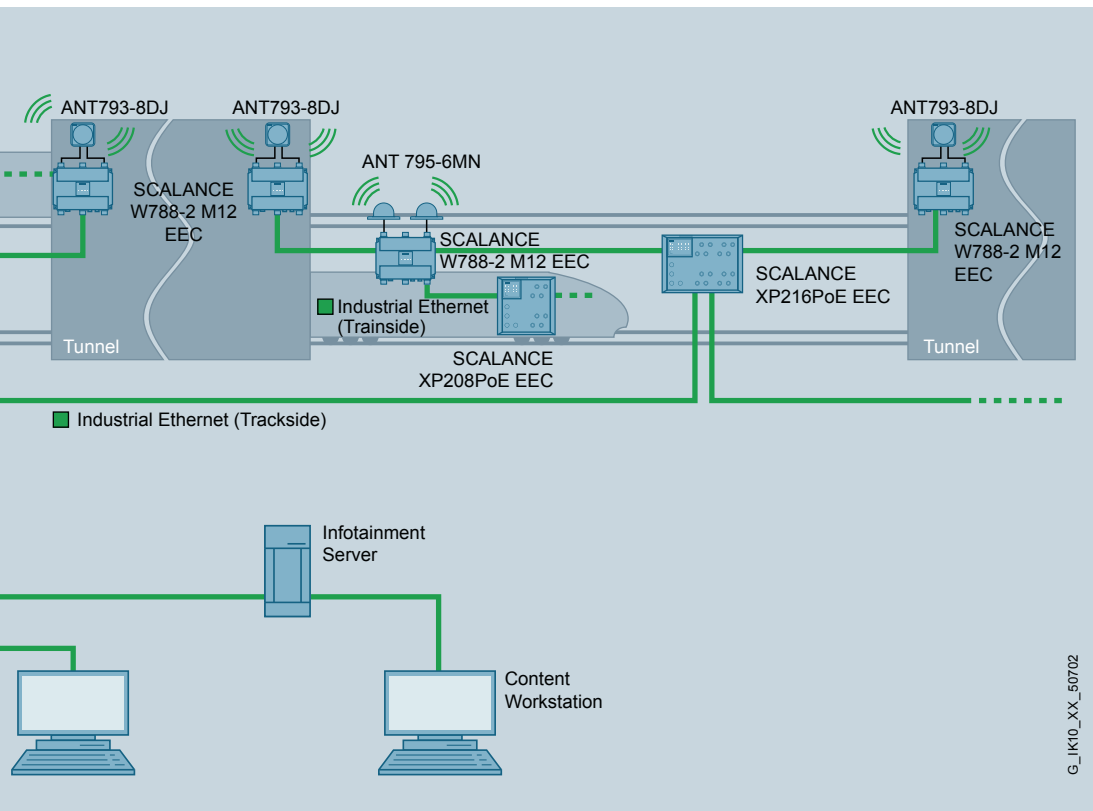 ANT793-8DJ
ANT793-8DJ
ANT793-8DJ
ANT 795-6MN
SCALANCE
W788-2 M12
EEC
SCALANCE
W788-2 M12 EEC
SCALANCE
XP216PoE EEC
SCALANCE
W788-2 M12
EEC
Industrial Ethernet
(Trainside)
Tunnel
SCALANCE
XP208PoE EEC
Tunnel
Industrial Ethernet (Trackside)
Infotainment
Server
Content
Workstation
G_IK10_XX_50702